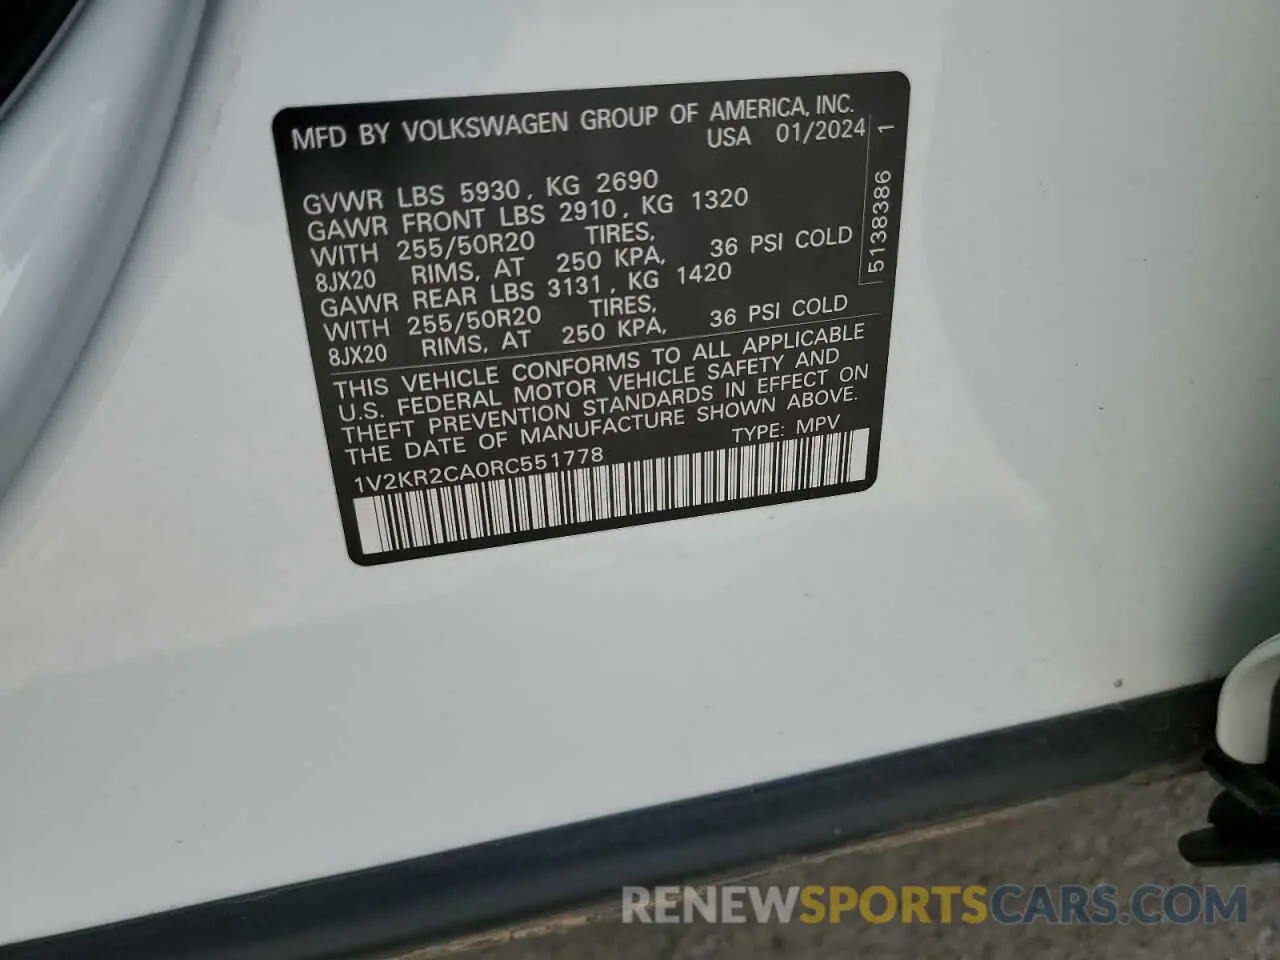 MFD BY VOLKSWAGEN GROUP OF AMERICA, INC.
USA 01/2024
GVWR LBS 5930, KG 2690
GAWR FRONT LBS 2910, KG 1320
WITH 255/50R20 TIRES,
8JX20 RIMS, AT 250 KPA, 36 PSI COLD
GAWR REAR LBS 3131, KG 1420
WITH 255/50R20 TIRES,
8JX20 RIMS, AT 250 KPA, 36 PSI COLD
THIS VEHICLE CONFORMS TO ALL APPLICABLE
U.S. FEDERAL MOTOR VEHICLE SAFETY AND
THEFT PREVENTION STANDARDS IN EFFECT ON
THE DATE OF MANUFACTURE SHOWN ABOVE.
TYPE: MPV
1V2KR2CA0RC551778
5138386 1
RENEWSPORTSCARS.COM